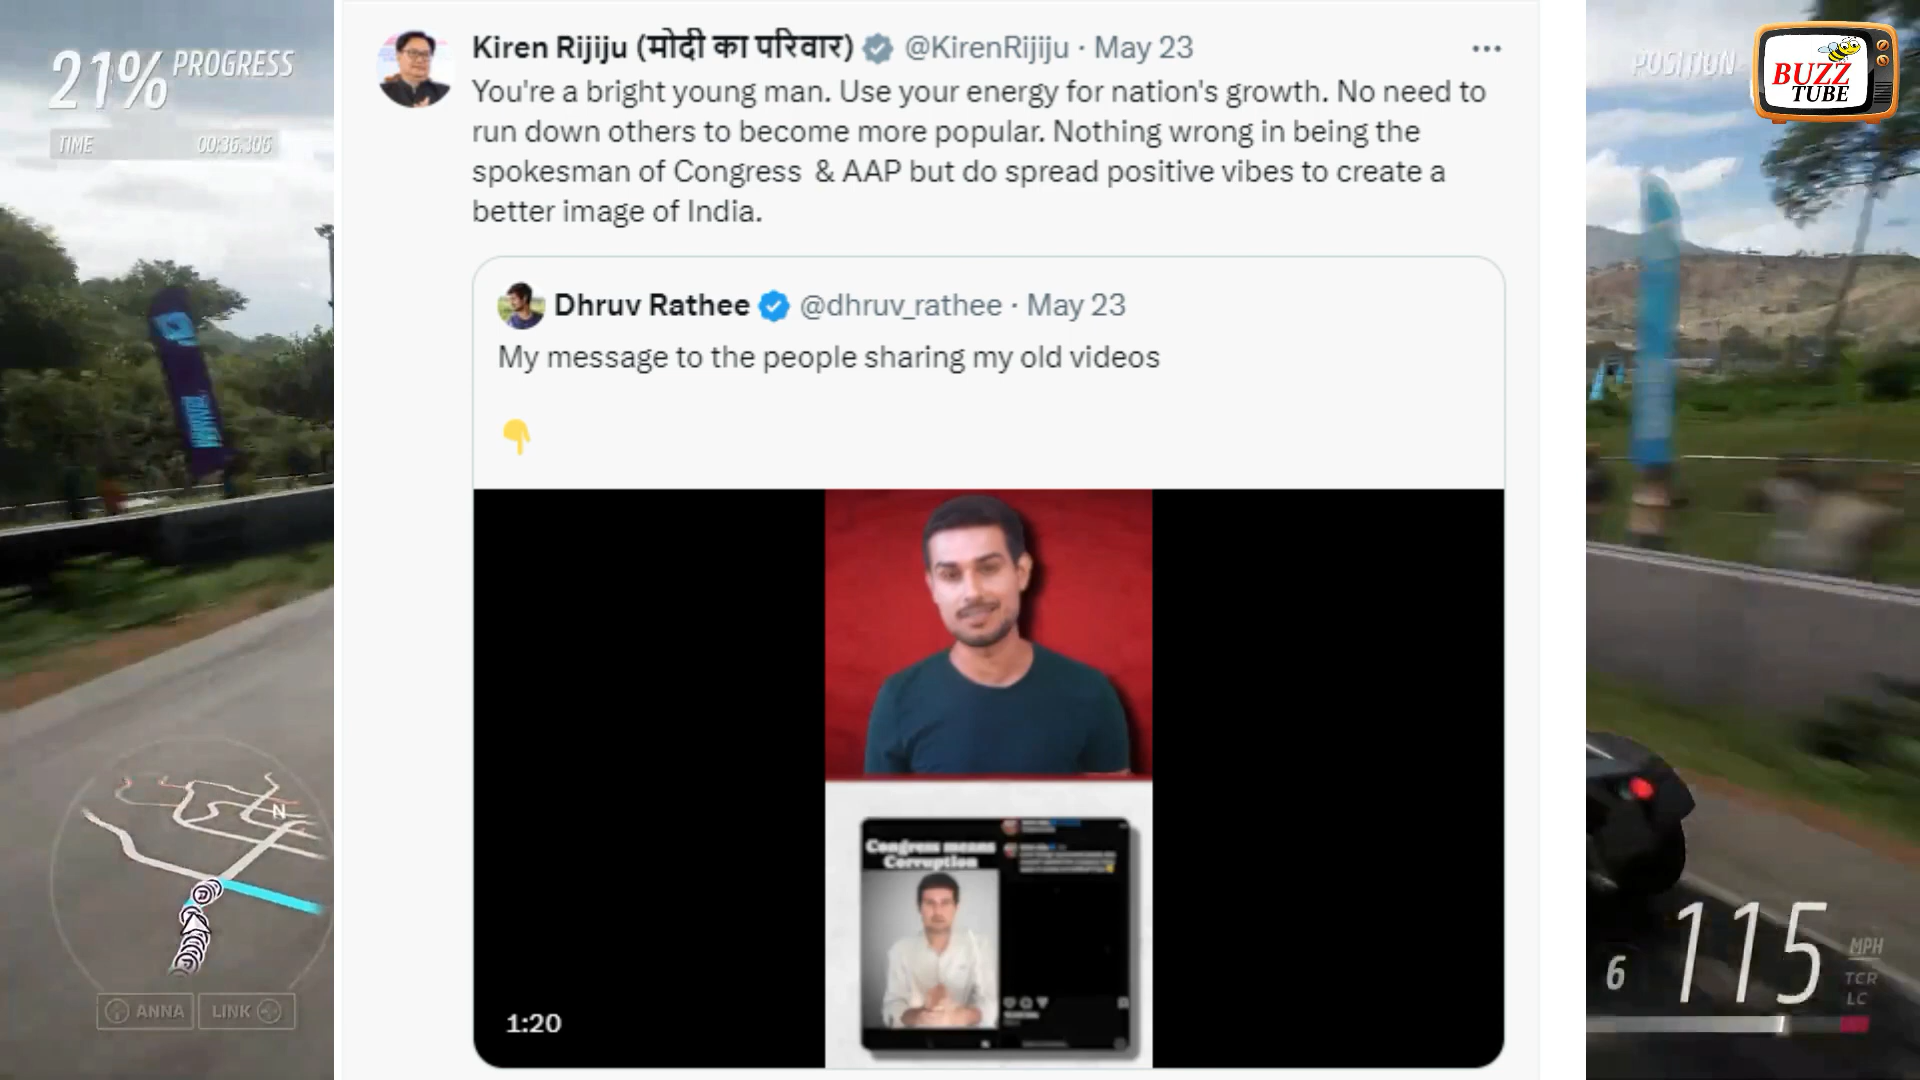 21% PROGRESS
TIME 00:36.306
Kiren Rijiju (मोदी का परिवार) @KirenRijiju · May 23
You're a bright young man. Use your energy for nation's growth. No need to
run down others to become more popular. Nothing wrong in being the
spokesman of Congress & AAP but do spread positive vibes to create a
better image of India.
Dhruv Rathee @dhruv_rathee · May 23
My message to the people sharing my old videos
Congress means
Corruption
1:20
N
ANNA LINK
POSITION
BUZZ
TUBE
6 115 MPH
TCR
LC